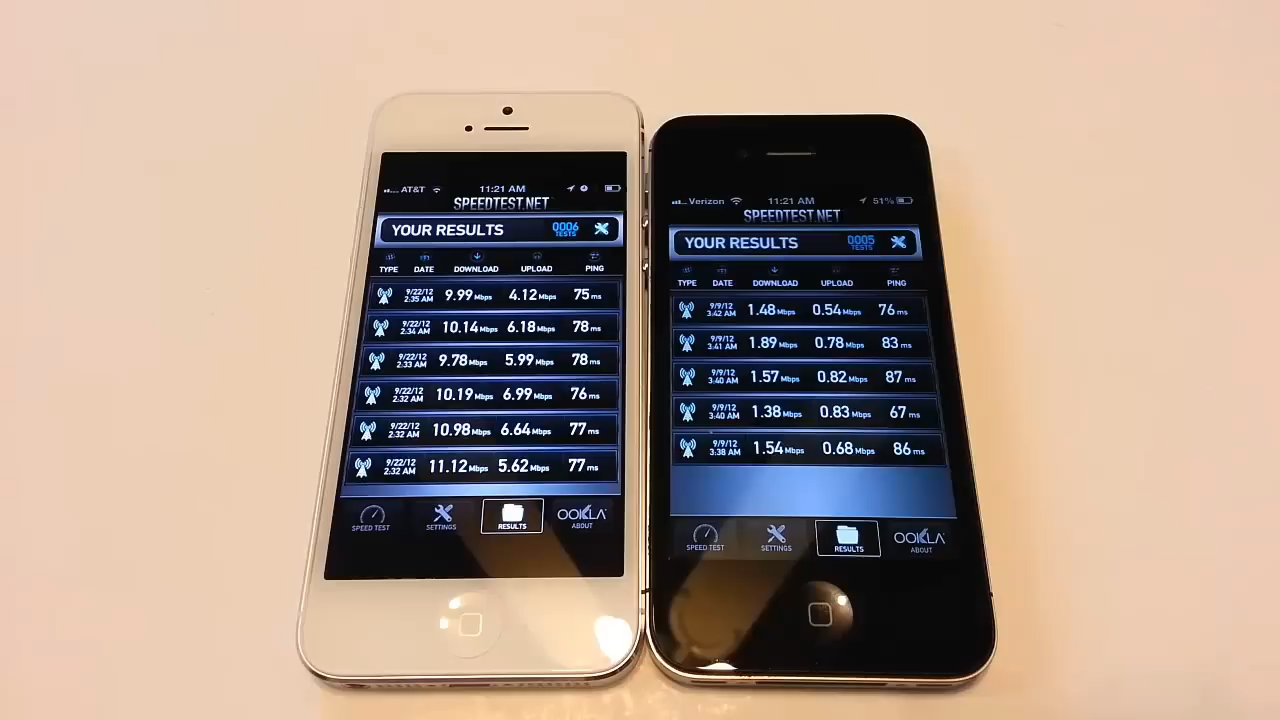 AT&T 11:21 AM
SPEEDTEST.NET
YOUR RESULTS 0006 TESTS
TYPE DATE DOWNLOAD UPLOAD PING
9/22/12 2:35 AM 9.99 Mbps 4.12 Mbps 75 ms
9/22/12 2:34 AM 10.14 Mbps 6.18 Mbps 78 ms
9/22/12 2:33 AM 9.78 Mbps 5.99 Mbps 78 ms
9/22/12 2:32 AM 10.19 Mbps 6.99 Mbps 76 ms
9/22/12 2:32 AM 10.98 Mbps 6.64 Mbps 77 ms
9/22/12 2:32 AM 11.12 Mbps 5.62 Mbps 77 ms
SPEED TEST SETTINGS RESULTS OOKLA ABOUT
Verizon 11:21 AM 51%
SPEEDTEST.NET
YOUR RESULTS 0005 TESTS
TYPE DATE DOWNLOAD UPLOAD PING
9/9/12 3:42 AM 1.48 Mbps 0.54 Mbps 76 ms
9/9/12 3:41 AM 1.89 Mbps 0.78 Mbps 83 ms
9/9/12 3:40 AM 1.57 Mbps 0.82 Mbps 87 ms
9/9/12 3:40 AM 1.38 Mbps 0.83 Mbps 67 ms
9/9/12 3:38 AM 1.54 Mbps 0.68 Mbps 86 ms
SPEED TEST SETTINGS RESULTS OOKLA ABOUT